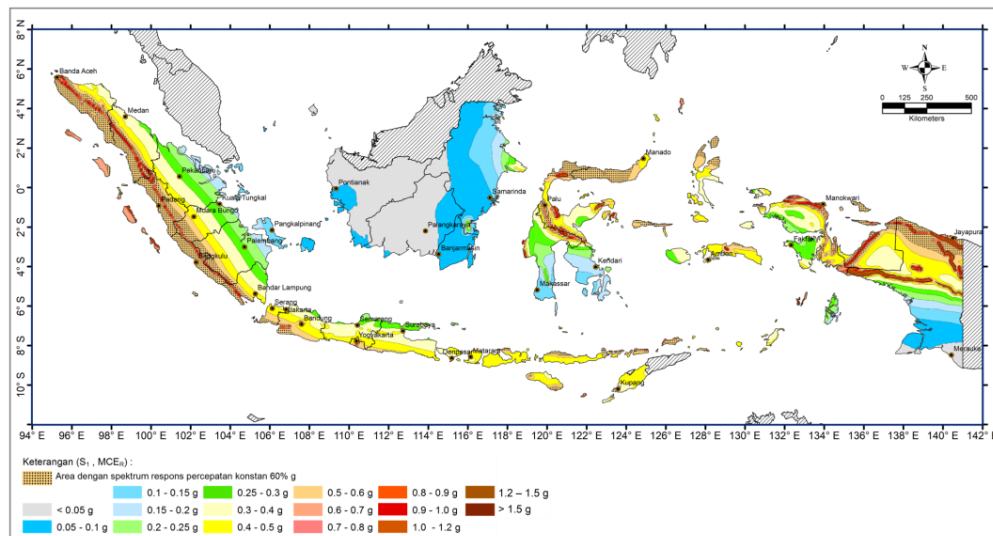 8° N
6° N
4° N
2° N
0
2° S
4° S
6° S
8° S
10° S
N
W E
S
0 125 250 500
Kilometers
Banda Aceh
Medan
Manado
Pekanbaru
Pontianak
Samarinda
Kuala Tungkal
Padang
Palu
Manokwari
Muara Bungo
Pangkalpinang
Palangkaraya
Jayapura
Palembang
Fakfak
Banjarmasin
Bengkulu
Ambon
Kendari
Makassar
Bandar Lampung
Serang
Jakarta
Bandung
Semarang
Surabaya
Yogyakarta
Denpasar
Mataram
Merauke
Kupang
94° E 96° E 98° E 100° E 102° E 104° E 106° E 108° E 110° E 112° E 114° E 116° E 118° E 120° E 122° E 124° E 126° E 128° E 130° E 132° E 134° E 136° E 138° E 140° E 142° E
Keterangan (S1 , MCER) :
Area dengan spektrum respons percepatan konstan 60% g
0.1 - 0.15 g 0.25 - 0.3 g 0.5 - 0.6 g 0.8 - 0.9 g 1.2 – 1.5 g
< 0.05 g 0.15 - 0.2 g 0.3 - 0.4 g 0.6 - 0.7 g 0.9 - 1.0 g > 1.5 g
0.05 - 0.1 g 0.2 - 0.25 g 0.4 - 0.5 g 0.7 - 0.8 g 1.0 - 1.2 g